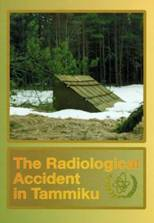 The Radiological
Accident
in Tammiku